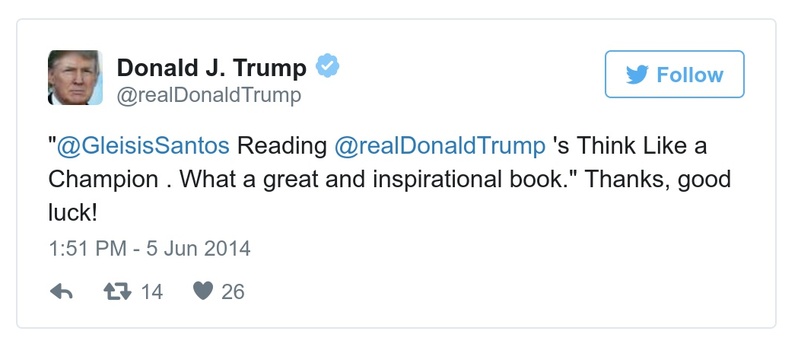 Donald J. Trump
@realDonaldTrump
Follow
"@GleisisSantos Reading @realDonaldTrump 's Think Like a
Champion . What a great and inspirational book." Thanks, good
luck!
1:51 PM - 5 Jun 2014
14 26